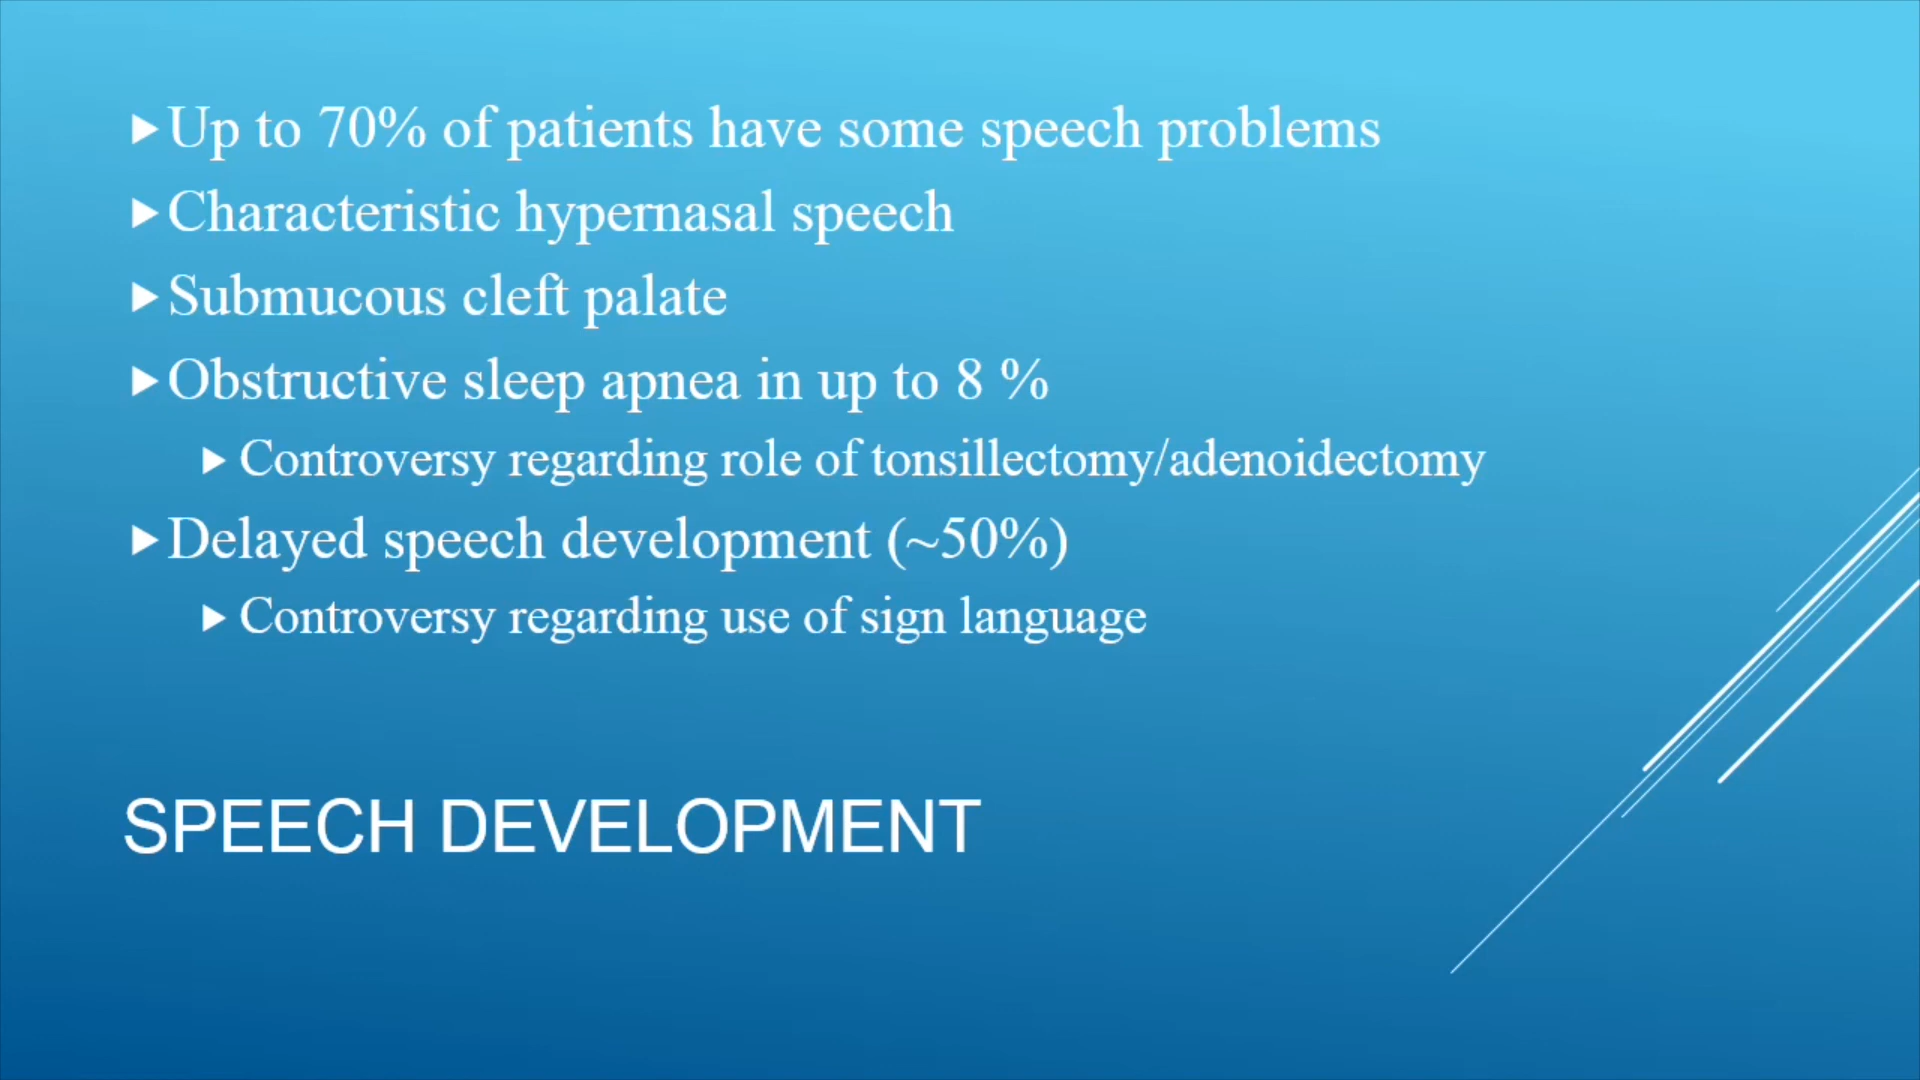 Up to 70% of patients have some speech problems
Characteristic hypernasal speech
Submucous cleft palate
Obstructive sleep apnea in up to 8 %
Controversy regarding role of tonsillectomy/adenoidectomy
Delayed speech development (~50%)
Controversy regarding use of sign language
SPEECH DEVELOPMENT